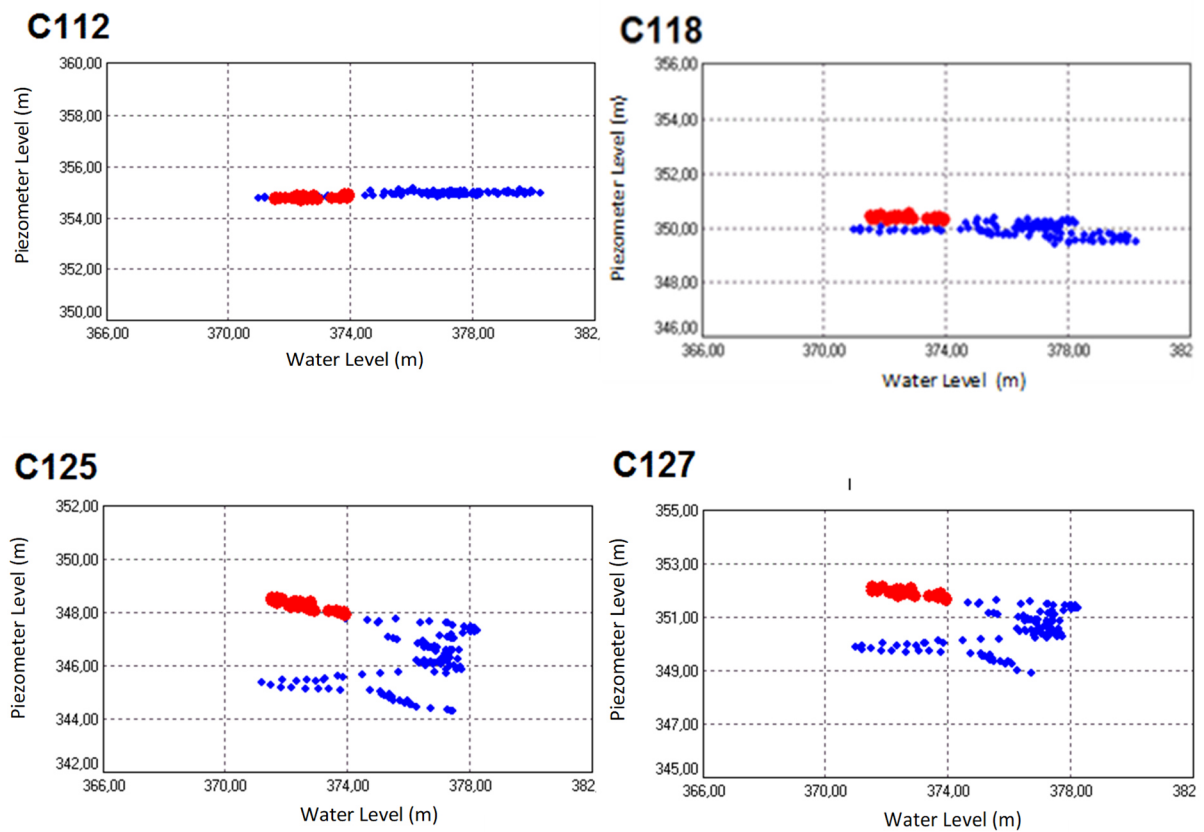 C112
Piezometer Level (m)
360,00
358,00
356,00
354,00
352,00
350,00
366,00 370,00 374,00 378,00 382,
Water Level (m)
C118
Piezometer Level (m)
356,00
354,00
352,00
350,00
348,00
346,00
366,00 370,00 374,00 378,00 382
Water Level (m)
C125
Piezometer Level (m)
352,00
350,00
348,00
346,00
344,00
342,00
366,00 370,00 374,00 378,00 382
Water Level (m)
C127
Piezometer Level (m)
355,00
353,00
351,00
349,00
347,00
345,00
366,00 370,00 374,00 378,00 382
Water Level (m)